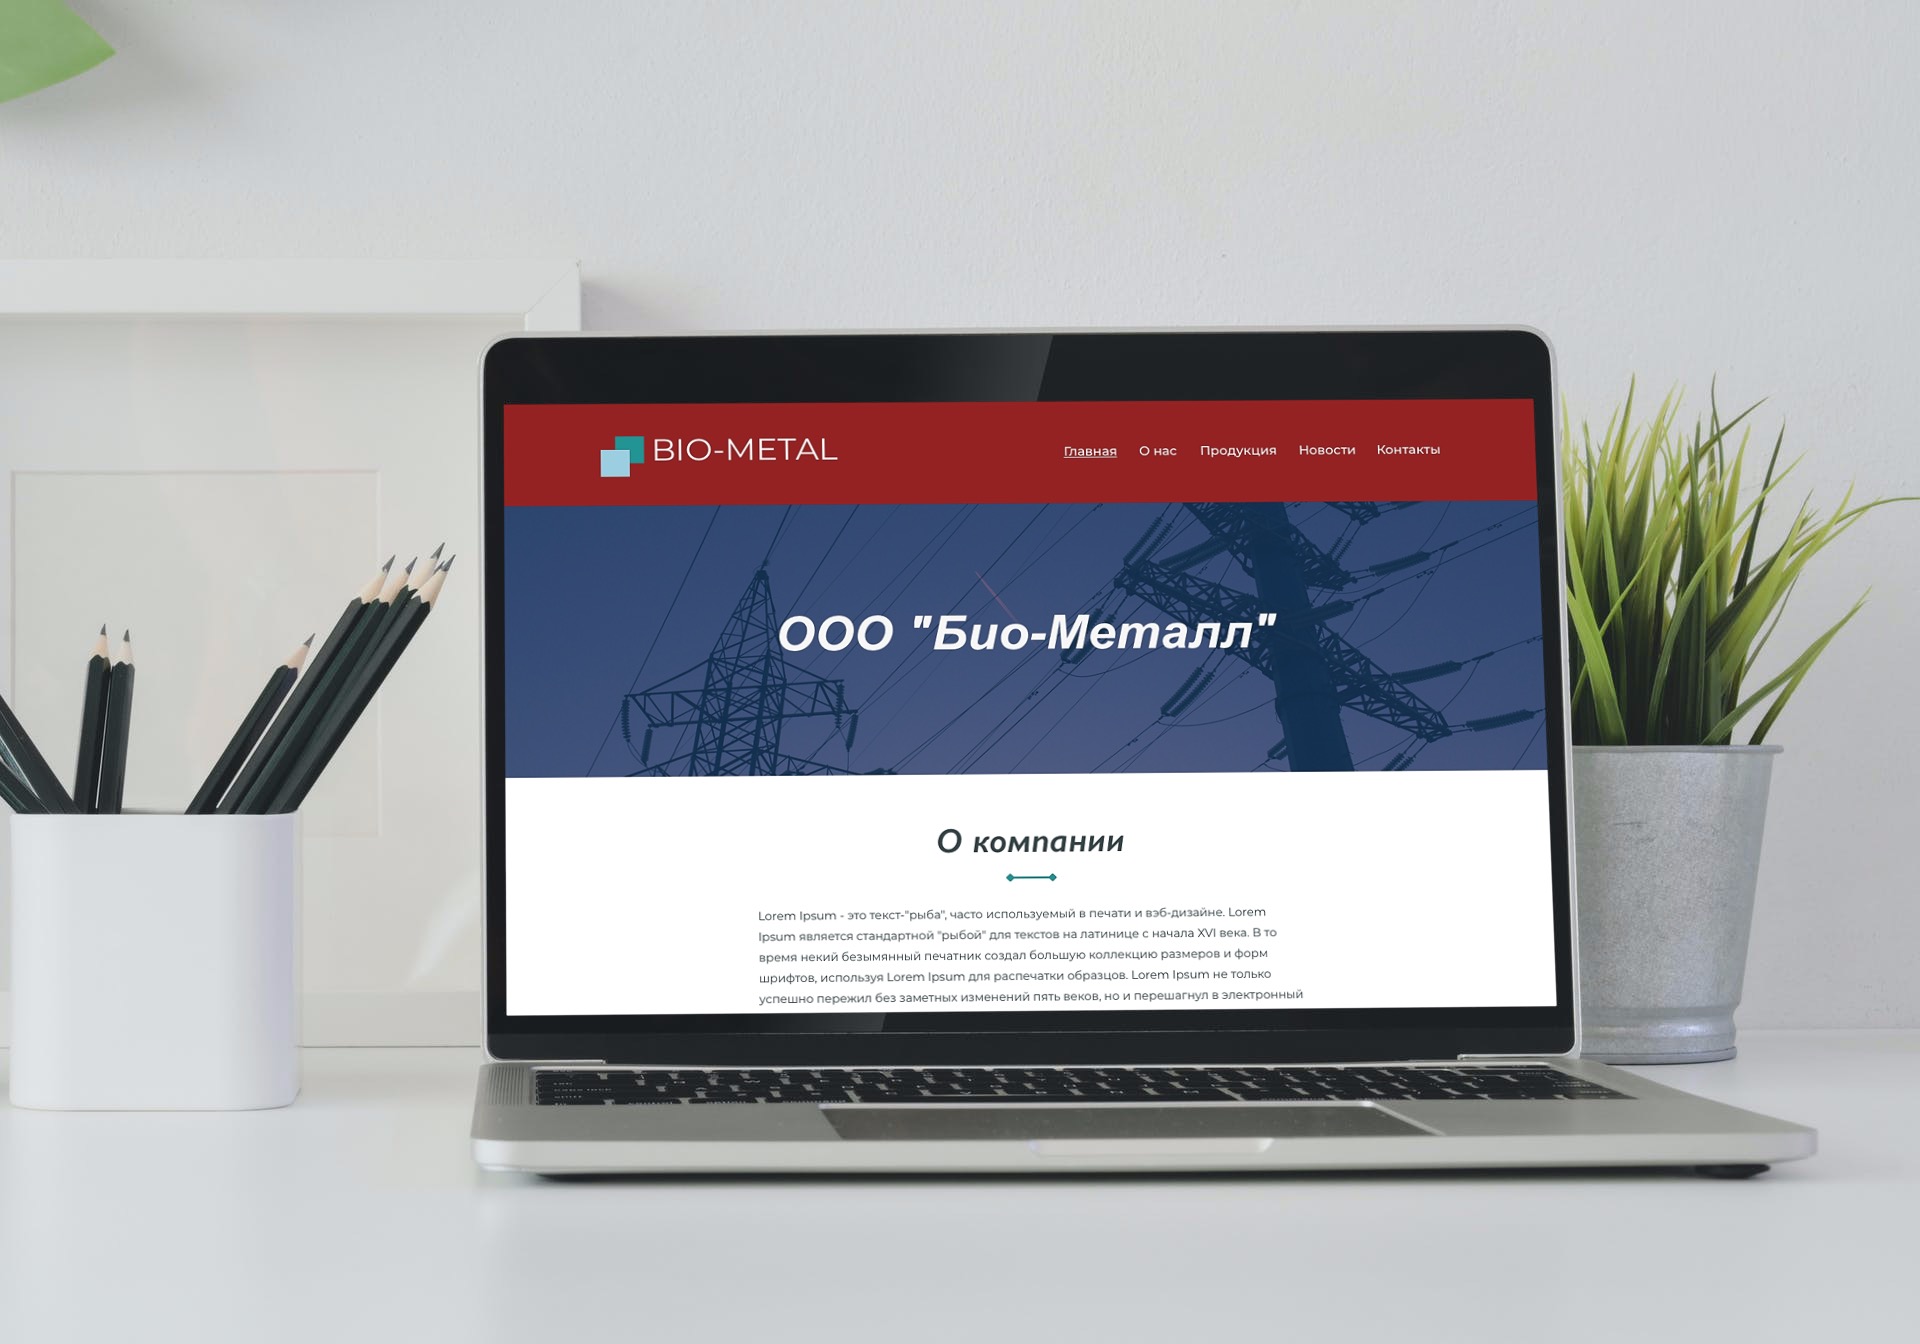 BIO-METAL
Главная О нас Продукция Новости Контакты
ООО "Био-Металл"
О компании
Lorem Ipsum - это текст-"рыба", часто используемый в печати и вэб-дизайне. Lorem
Ipsum является стандартной "рыбой" для текстов на латинице с начала XVI века. В то
время некий безымянный печатник создал большую коллекцию размеров и форм
шрифтов, используя Lorem Ipsum для распечатки образцов. Lorem Ipsum не только
успешно пережил без заметных изменений пять веков, но и перешагнул в электронный